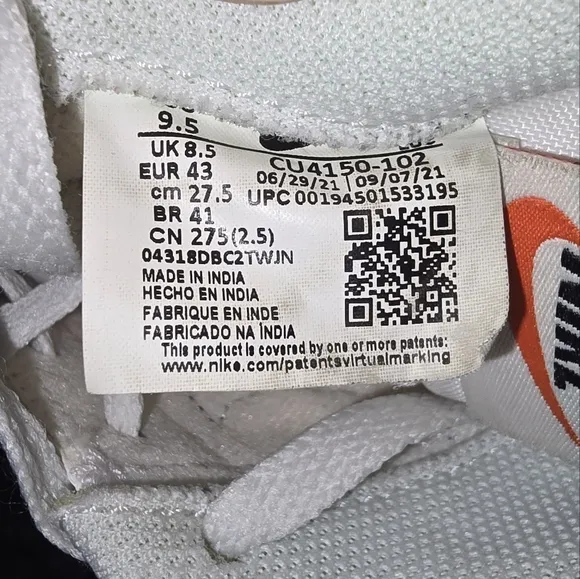 9.5
UK 8.5
EUR 43
cm 27.5
BR 41
CN 275(2.5)
04318DBC2TWJN
CU4150-102
06/29/21 | 09/07/21
UPC 00194501533195
MADE IN INDIA
HECHO EN INDIA
FABRIQUE EN INDE
FABRICADO NA ÍNDIA
This product is covered by one or more patents:
www.nike.com/patentsvirtualmarking
NIKE